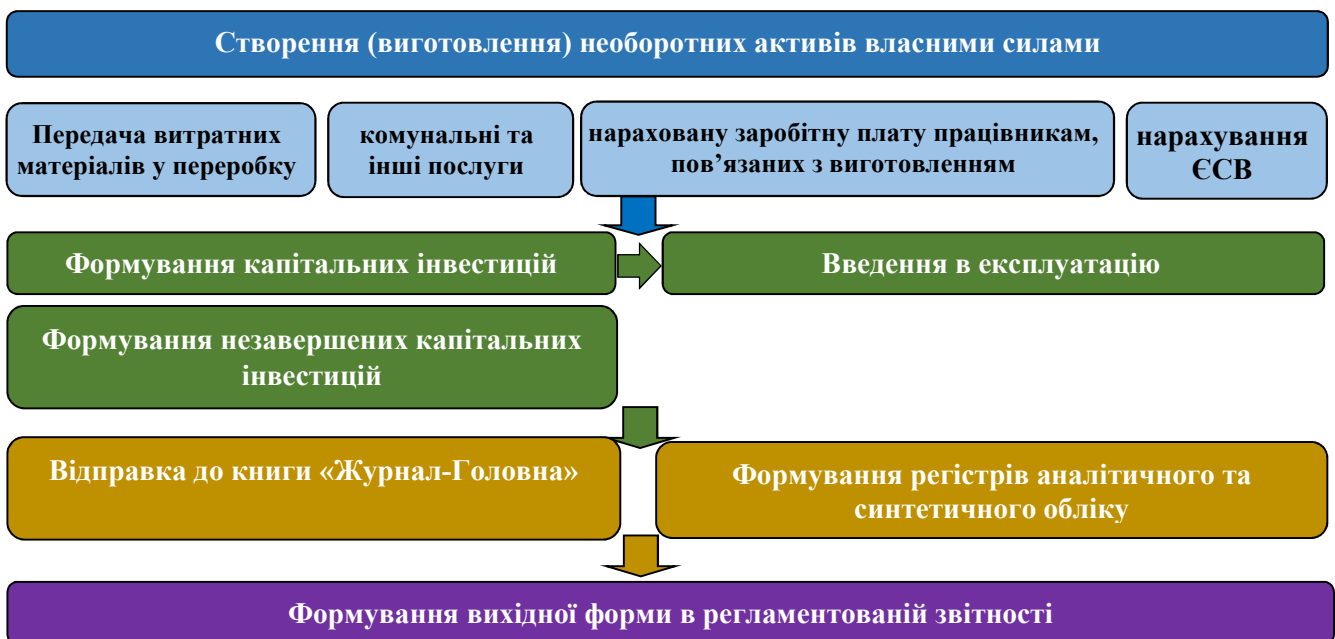 Створення (виготовлення) необоротних активів власними силами
Передача витратних
матеріалів у переробку
комунальні та
інші послуги
нараховану заробітну плату працівникам,
пов’язаних з виготовленням
нарахування
ЄСВ
Формування капітальних інвестицій
Введення в експлуатацію
Формування незавершених капітальних
інвестицій
Відправка до книги «Журнал-Головна»
Формування регістрів аналітичного та
синтетичного обліку
Формування вихідної форми в регламентованій звітності